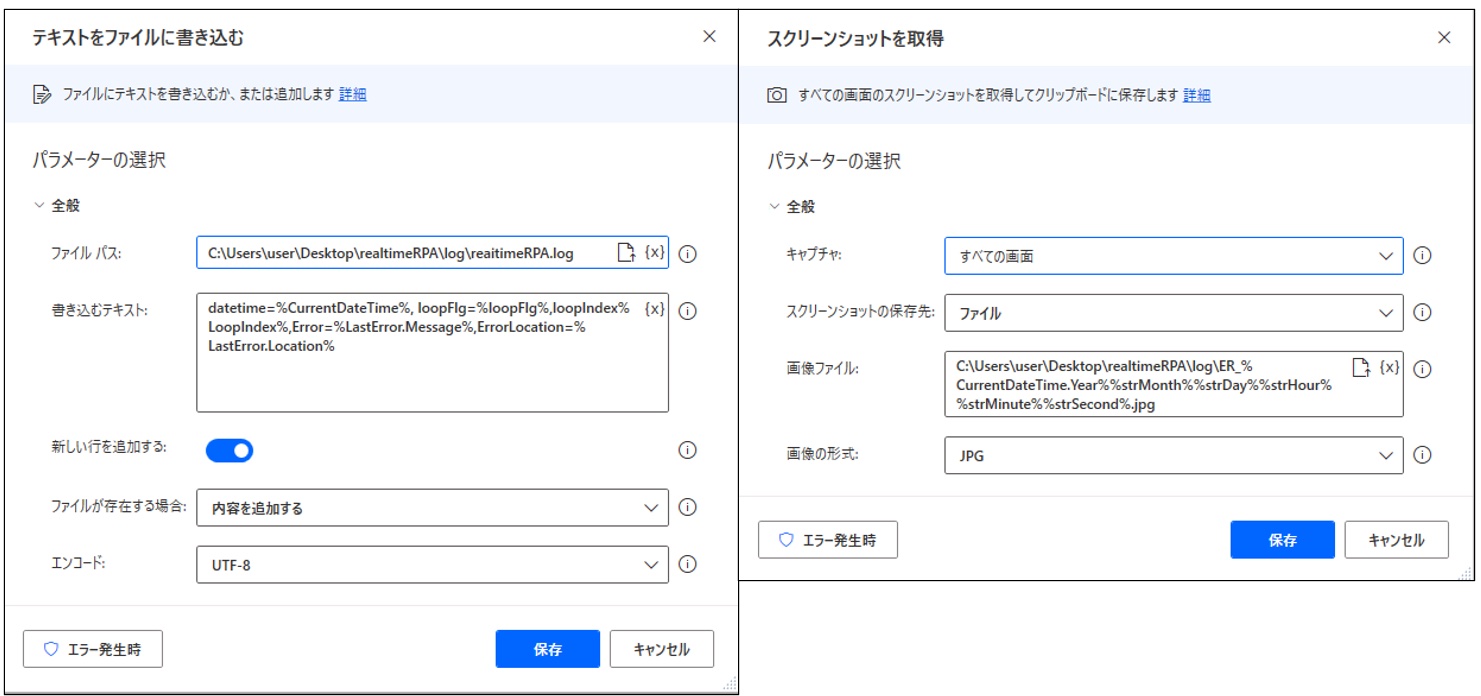 テキストをファイルに書き込む
ファイルにテキストを書き込むか、または追加します 詳細
パラメーターの選択
全般
ファイル パス:
C:\Users\user\Desktop\realtimeRPA\log\reaitimeRPA.log
{x}
書き込むテキスト:
datetime=%CurrentDateTime%, loopFlg=%loopFlg%,loopIndex%
LoopIndex%,Error=%LastError.Message%,ErrorLocation=%
LastError.Location%
{x}
新しい行を追加する:
ファイルが存在する場合:
内容を追加する
エンコード:
UTF-8
エラー発生時
保存
キャンセル
スクリーンショットを取得
すべての画面のスクリーンショットを取得してクリップボードに保存します 詳細
パラメーターの選択
全般
キャプチャ:
すべての画面
スクリーンショットの保存先:
ファイル
画像ファイル:
C:\Users\user\Desktop\realtimeRPA\log\ER_%
CurrentDateTime.Year%%strMonth%%strDay%%strHour%
%strMinute%%strSecond%.jpg
{x}
画像の形式:
JPG
エラー発生時
保存
キャンセル